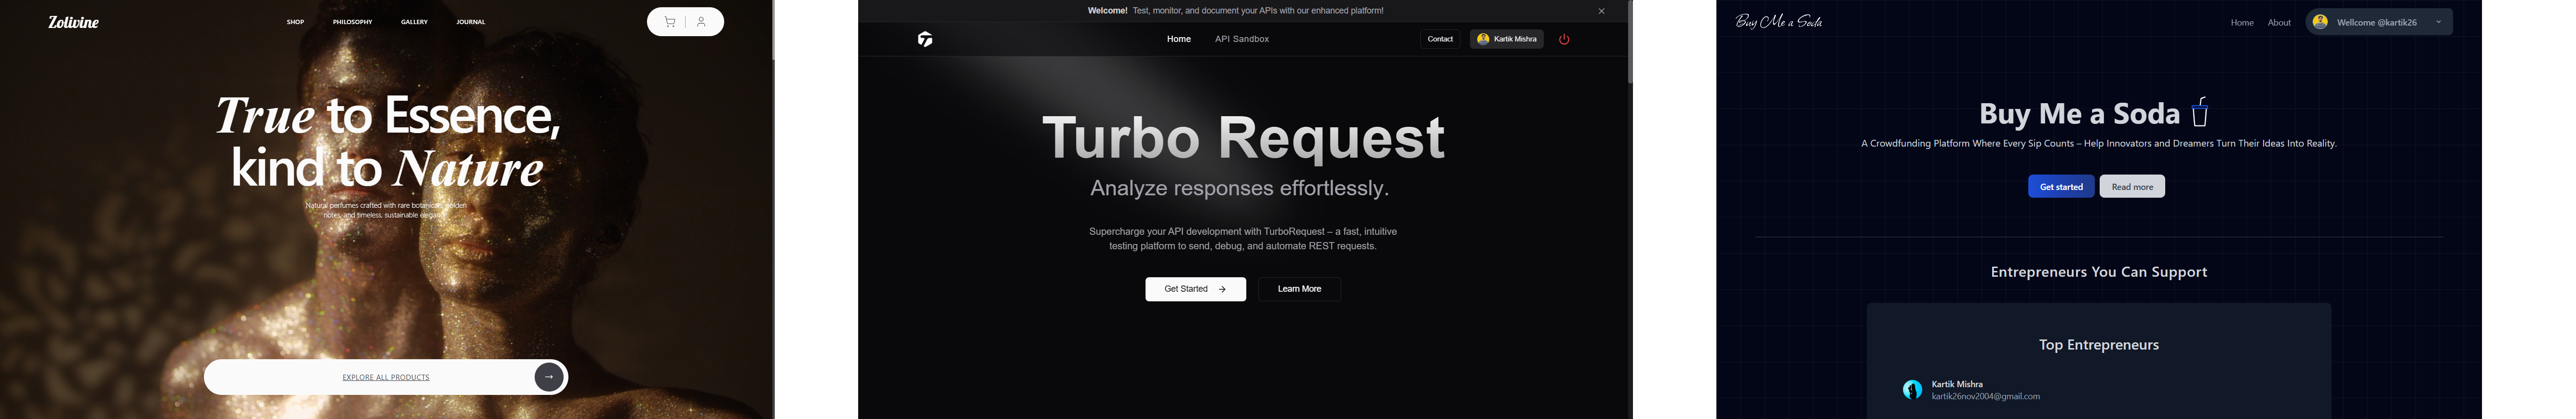 Zolivine
SHOP PHILOSOPHY GALLERY JOURNAL
True to Essence,
kind to Nature
Natural perfumes crafted with rare botanicals, golden
notes, and timeless, sustainable elegance.
EXPLORE ALL PRODUCTS
Welcome! Test, monitor, and document your APIs with our enhanced platform!
Home API Sandbox Contact Kartik Mishra
Turbo Request
Analyze responses effortlessly.
Supercharge your API development with TurboRequest – a fast, intuitive
testing platform to send, debug, and automate REST requests.
Get Started → Learn More
Buy Me a Soda Home About Wellcome @kartik26
Buy Me a Soda
A Crowdfunding Platform Where Every Sip Counts – Help Innovators and Dreamers Turn Their Ideas Into Reality.
Get started Read more
Entrepreneurs You Can Support
Top Entrepreneurs
Kartik Mishra
kartik26nov2004@gmail.com